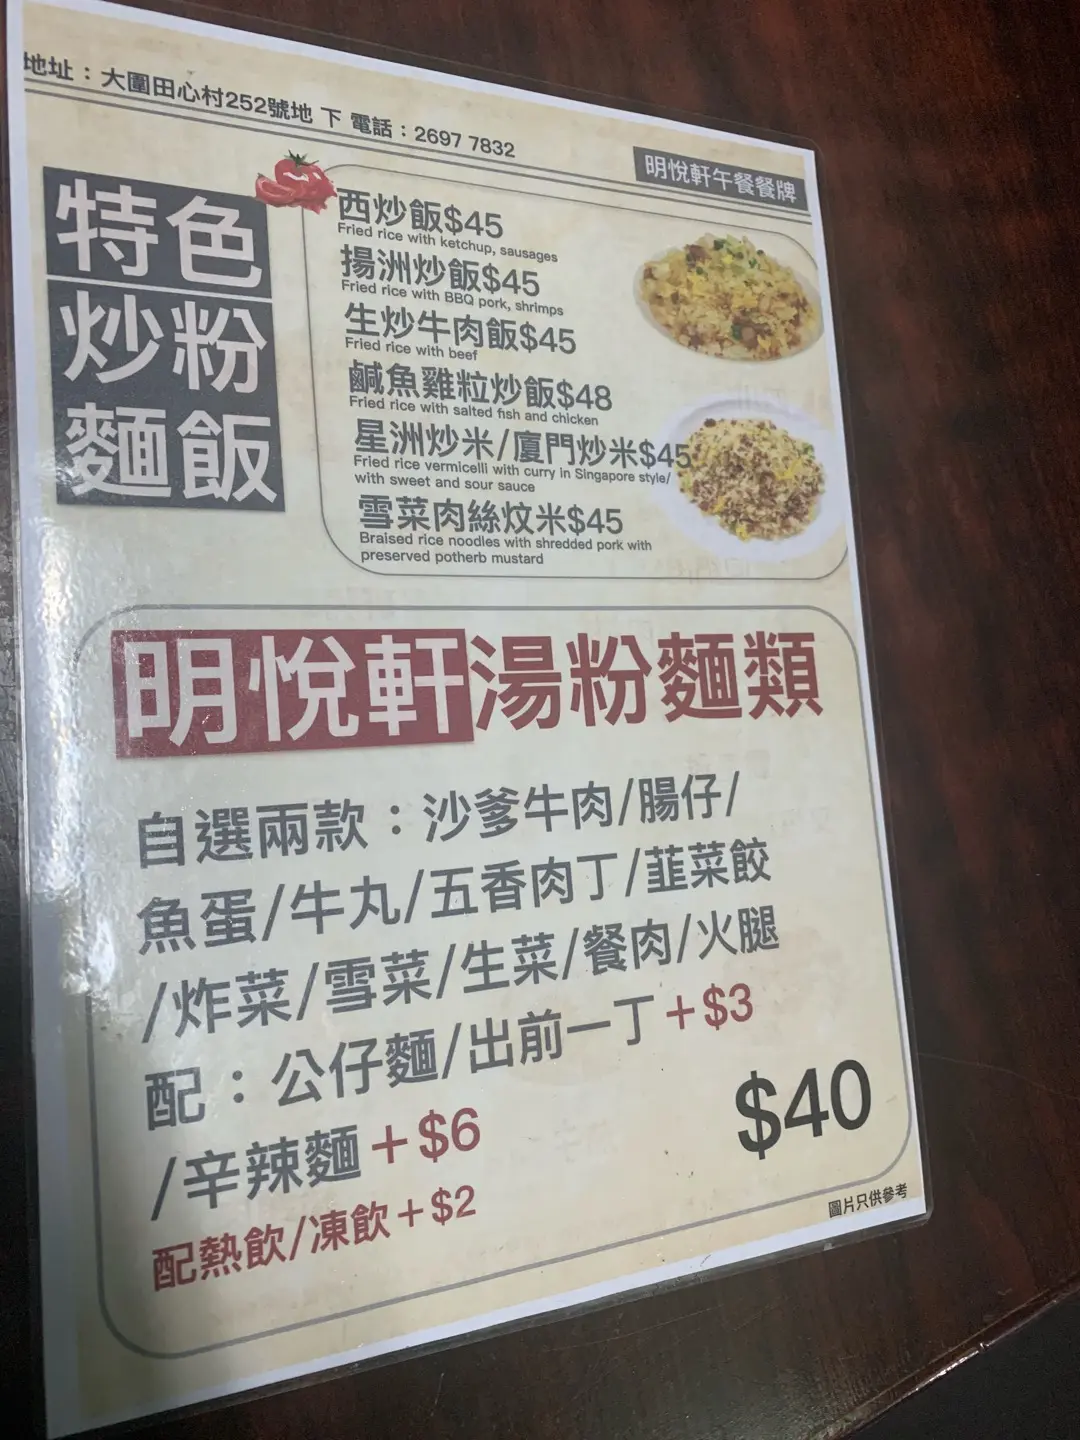 地址：大圍田心村252號地 下 電話：2697 7832
明悅軒午餐餐牌
特色
炒粉
麵飯
西炒飯$45
Fried rice with ketchup, sausages
揚洲炒飯$45
Fried rice with BBQ pork, shrimps
生炒牛肉飯$45
Fried rice with beef
鹹魚雞粒炒飯$48
Fried rice with salted fish and chicken
星洲炒米/廈門炒米$45
Fried rice vermicelli with curry in Singapore style/
with sweet and sour sauce
雪菜肉絲炆米$45
Braised rice noodles with shredded pork with
preserved potherb mustard
明悅軒湯粉麵類
自選兩款：沙爹牛肉/腸仔/
魚蛋/牛丸/五香肉丁/韮菜餃
/炸菜/雪菜/生菜/餐肉/火腿
配：公仔麵/出前一丁+$3
/辛辣麵+$6
$40
配熱飲/凍飲+$2
圖片只供參考